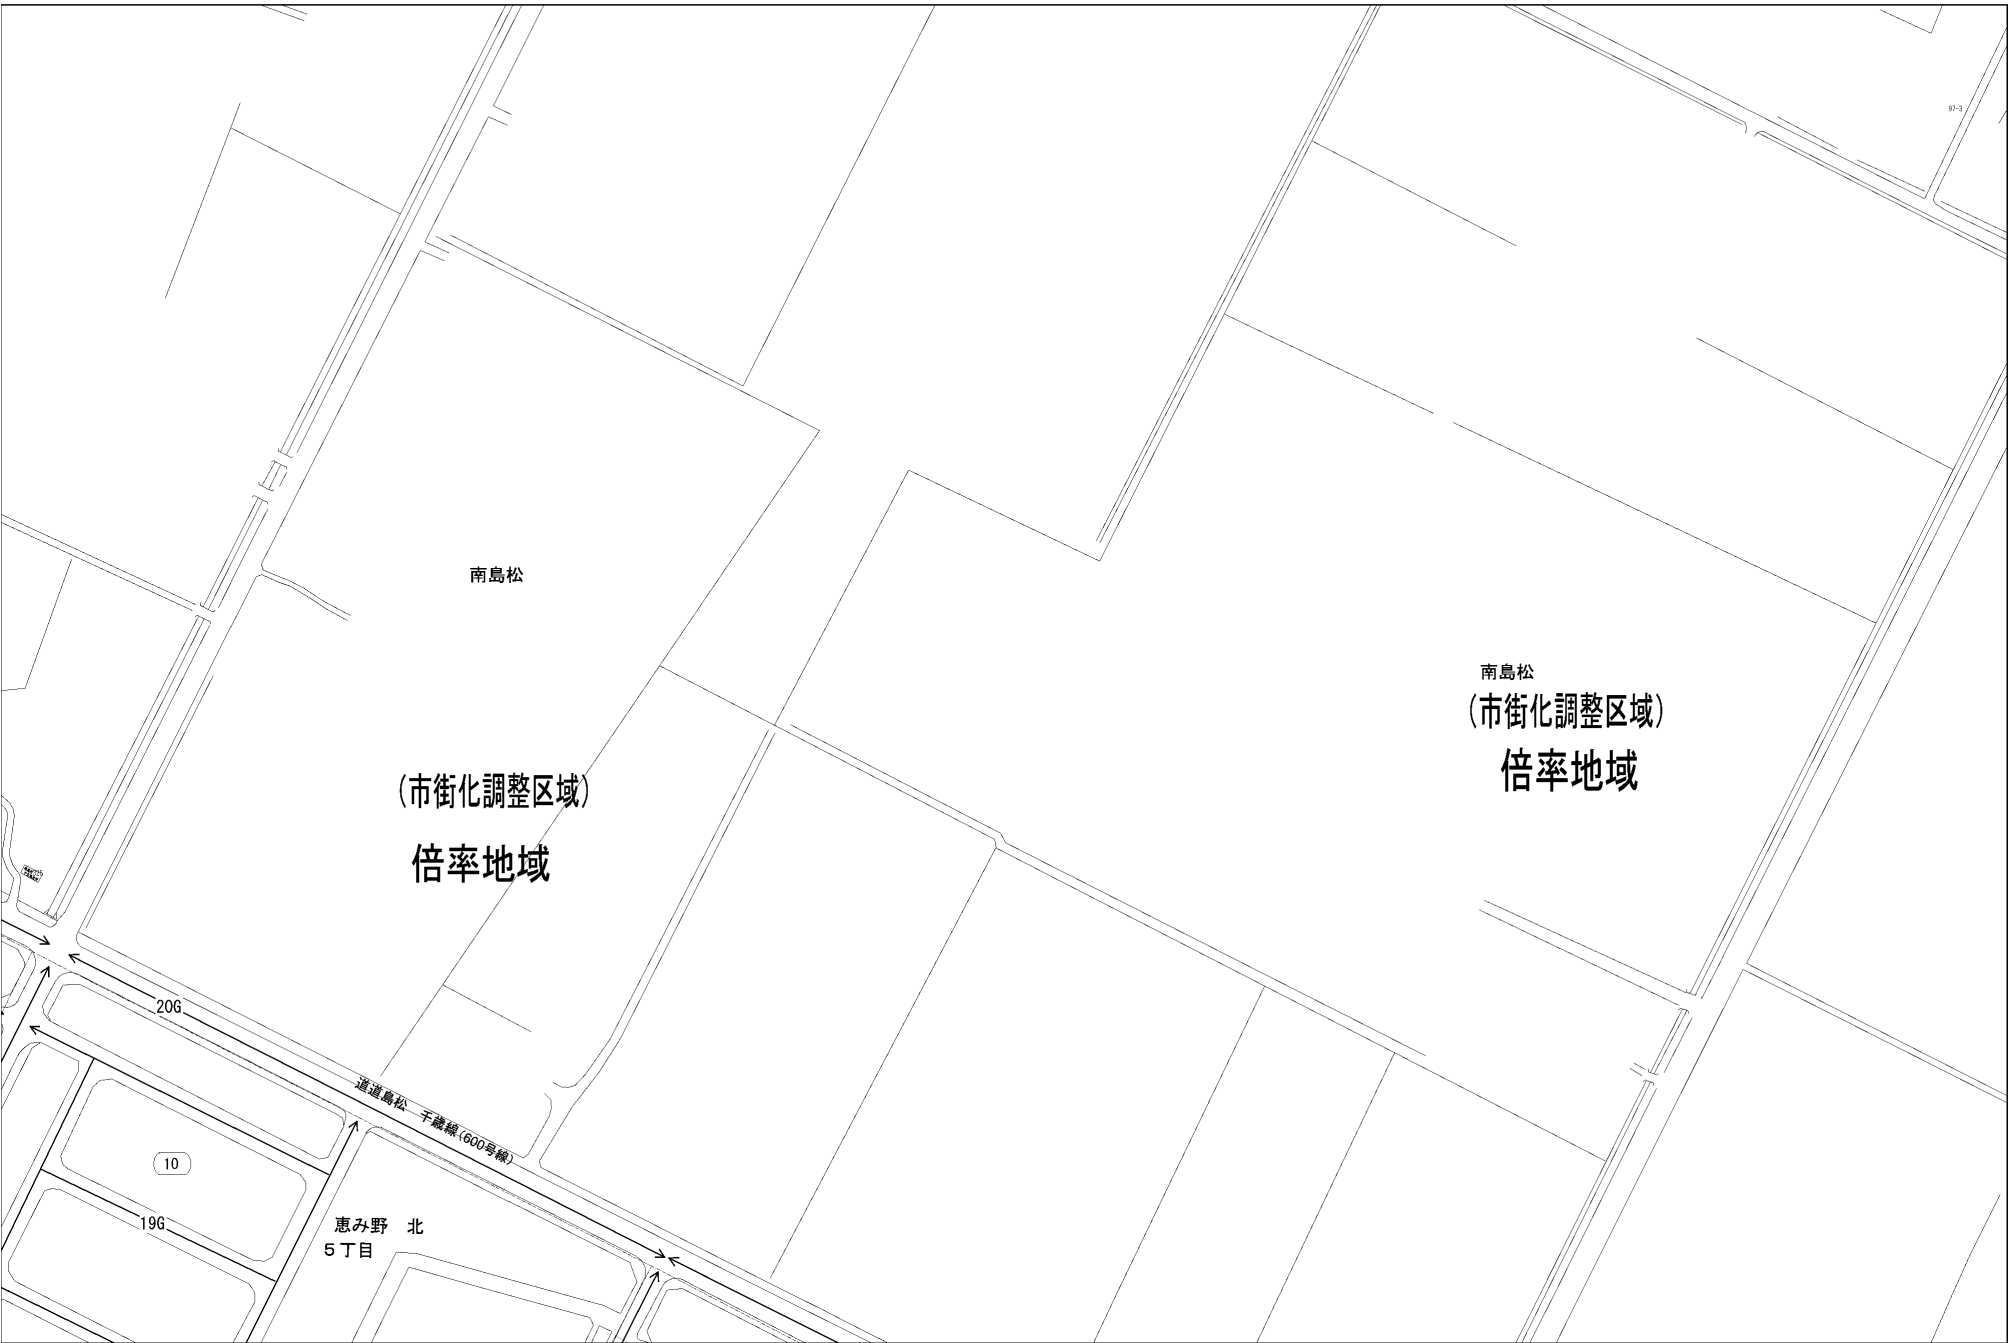 97-3
南島松
南島松
(市街化調整区域)
倍率地域
(市街化調整区域)
倍率地域
20G
道道島松　千歳線(600号線)
10
19G
恵み野　北
5丁目